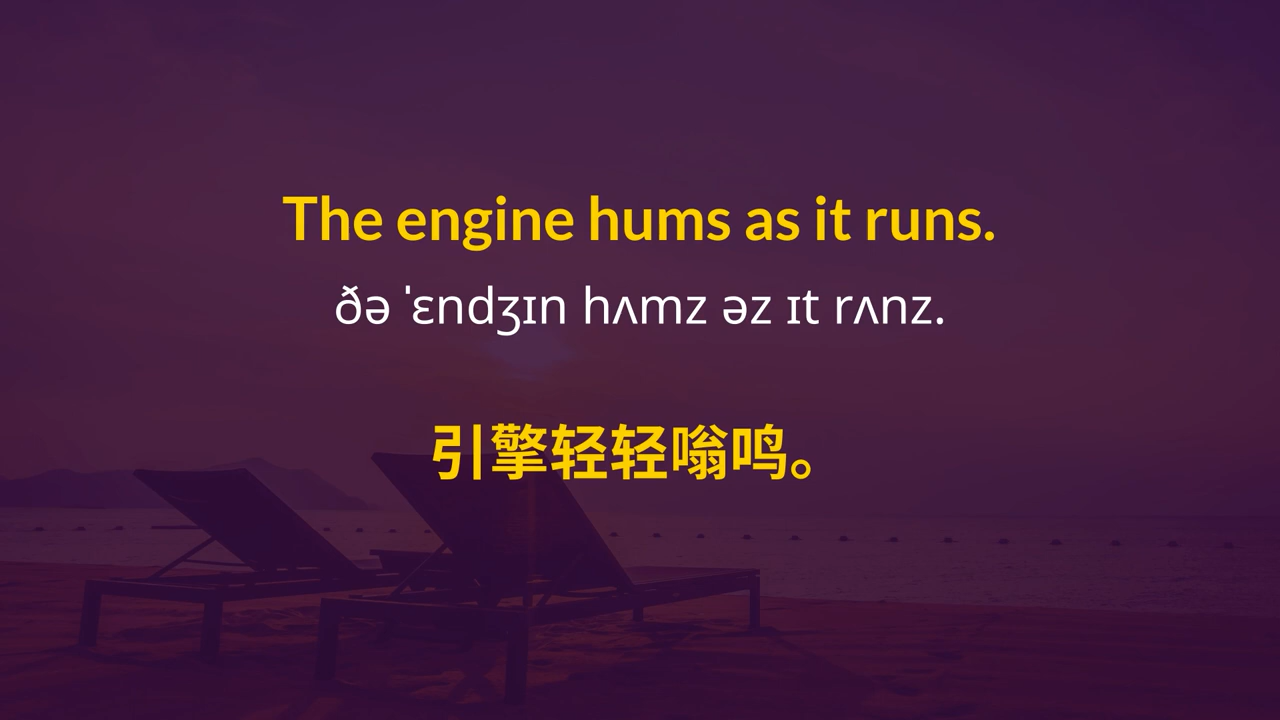 The engine hums as it runs.
ðə ˈɛndʒɪn hʌmz əz ɪt rʌnz.
引擎轻轻嗡鸣。